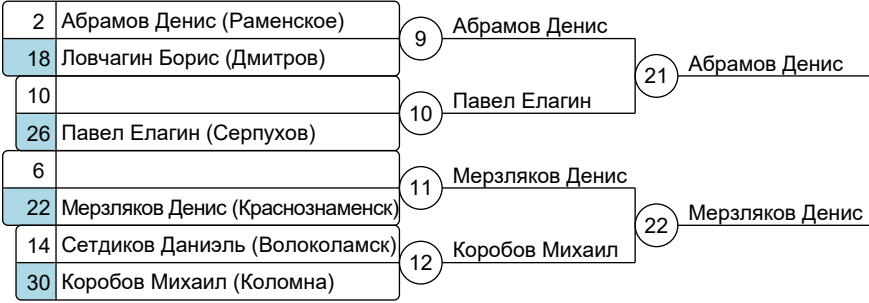 2 Абрамов Денис (Раменское)
18 Ловчагин Борис (Дмитров)
9 Абрамов Денис
21 Абрамов Денис
10
26 Павел Елагин (Серпухов)
10 Павел Елагин
6
22 Мерзляков Денис (Краснознаменск)
11 Мерзляков Денис
22 Мерзляков Денис
14 Сетдиков Даниэль (Волоколамск)
30 Коробов Михаил (Коломна)
12 Коробов Михаил